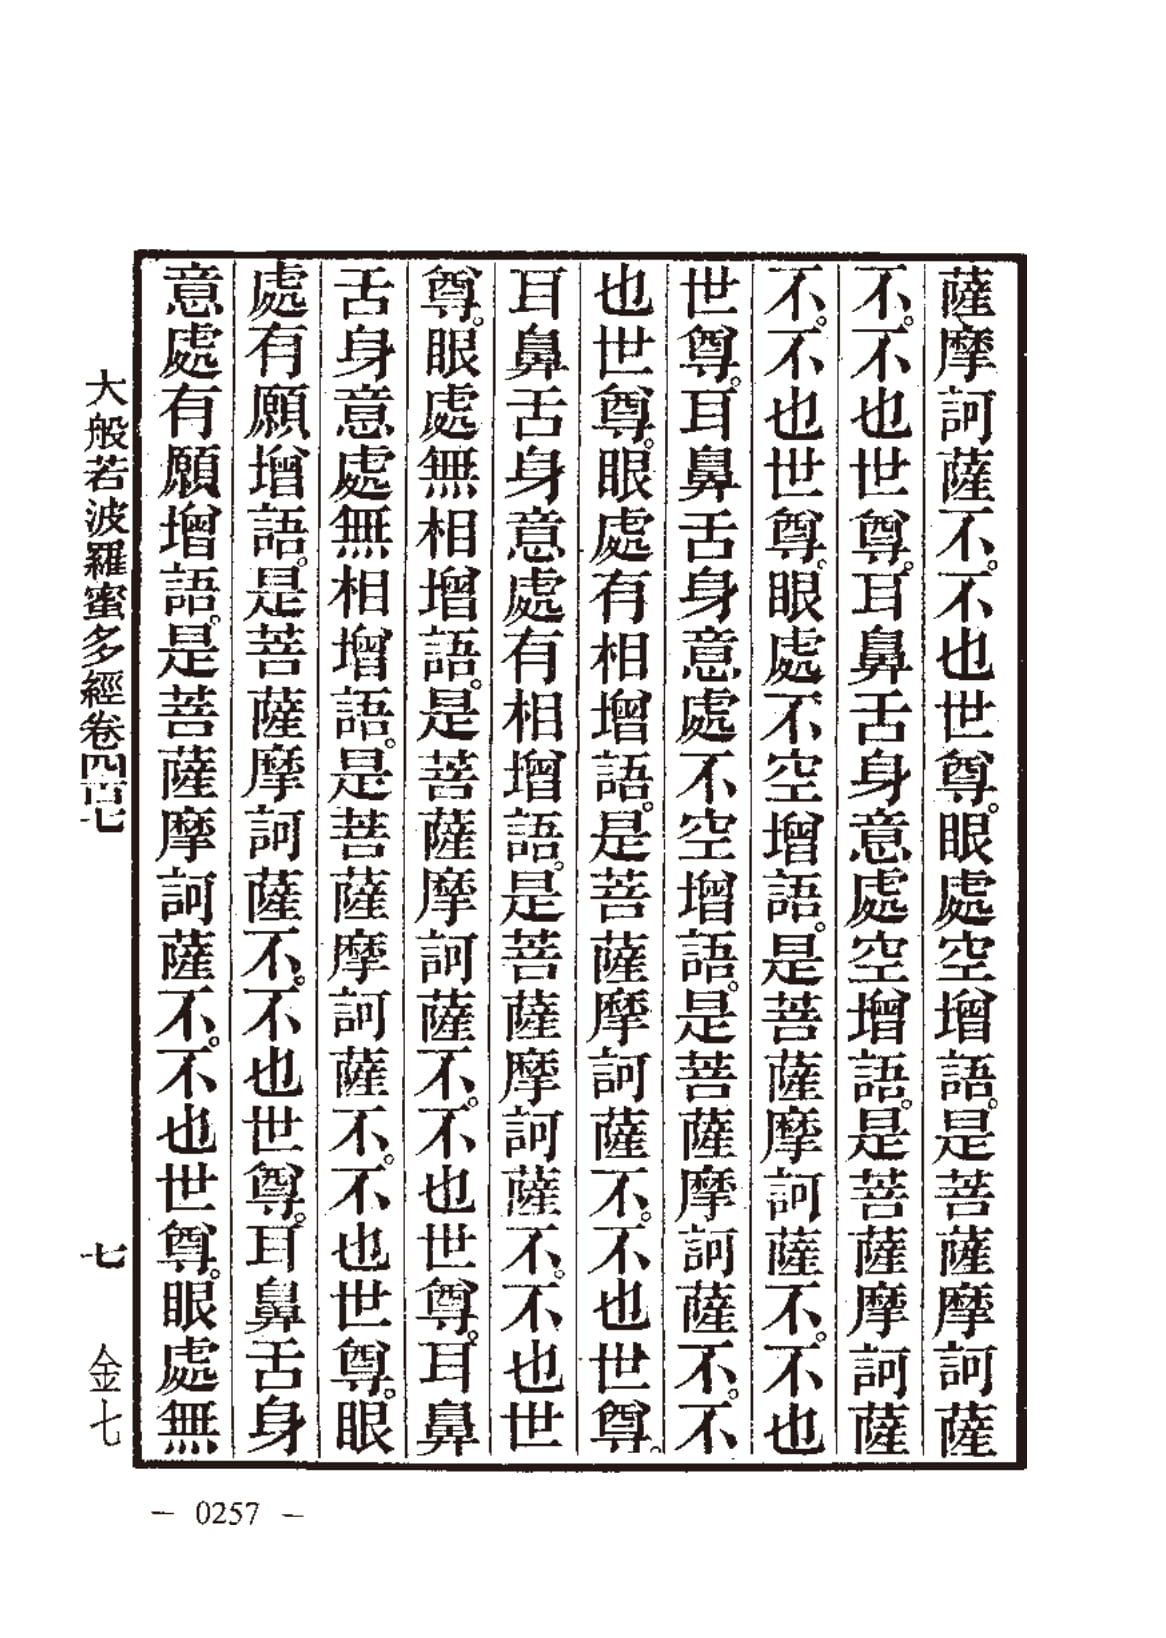 薩摩訶薩不。不也世尊。眼處空增語。是菩薩摩訶薩
不。不也世尊。耳鼻舌身意處空增語。是菩薩摩訶薩
不。不也世尊。眼處不空增語。是菩薩摩訶薩不。不也
世尊。耳鼻舌身意處不空增語。是菩薩摩訶薩不。不
也世尊。眼處有相增語。是菩薩摩訶薩不。不也世尊。
耳鼻舌身意處有相增語。是菩薩摩訶薩不。不也世
尊。眼處無相增語。是菩薩摩訶薩不。不也世尊。耳鼻
舌身意處無相增語。是菩薩摩訶薩不。不也世尊。眼
處有願增語。是菩薩摩訶薩不。不也世尊。耳鼻舌身
意處有願增語。是菩薩摩訶薩不。不也世尊。眼處無
大般若波羅蜜多經卷四百七 七 金七
— 0257 —